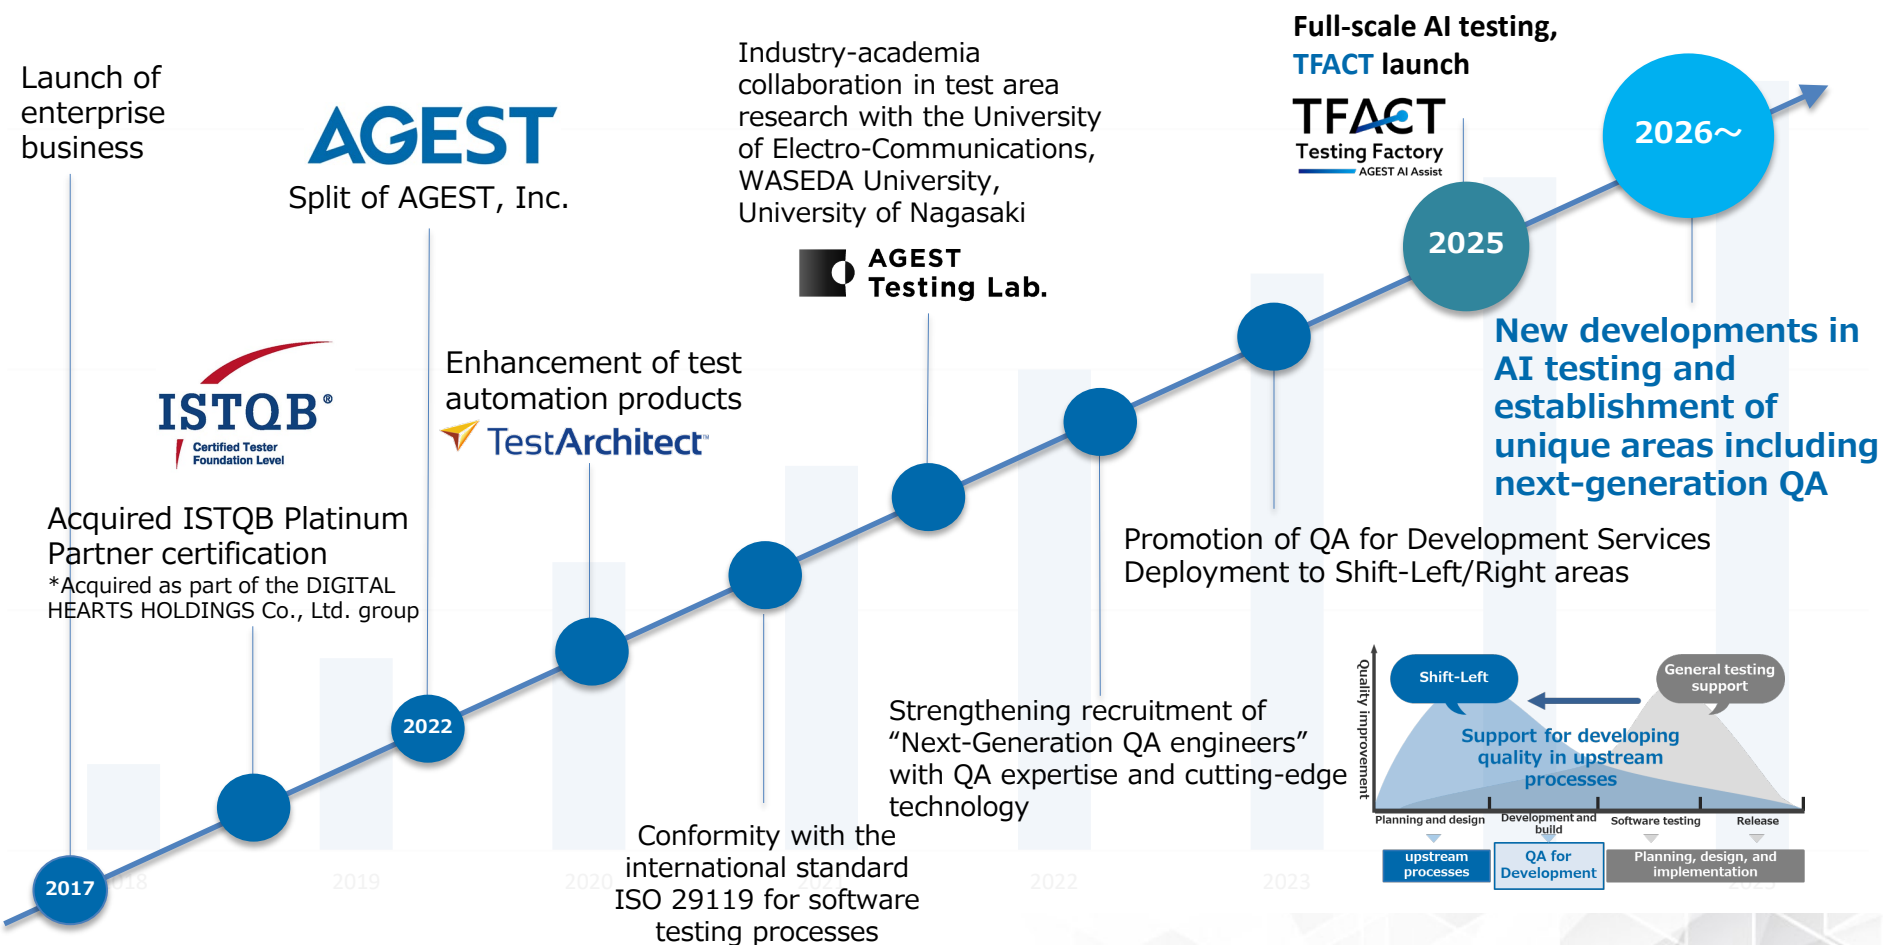 Launch of
enterprise
business
AGEST
Split of AGEST, Inc.
Industry-academia
collaboration in test area
research with the University
of Electro-Communications,
WASEDA University,
University of Nagasaki
AGEST
Testing Lab.
Full-scale AI testing,
TFACT launch
TFACT
Testing Factory
AGEST AI Assist
2026～
2025
New developments in
AI testing and
establishment of
unique areas including
next-generation QA
ISTQB®
Certified Tester
Foundation Level
Acquired ISTQB Platinum
Partner certification
*Acquired as part of the DIGITAL
HEARTS HOLDINGS Co., Ltd. group
Enhancement of test
automation products
TestArchitect™
Promotion of QA for Development Services
Deployment to Shift-Left/Right areas
2022
Strengthening recruitment of
“Next-Generation QA engineers”
with QA expertise and cutting-edge
technology
Conformity with the
international standard
ISO 29119 for software
testing processes
2017
2018
2019
2020
2021
2022
2023
2025
Quality improvement
Shift-Left
General testing
support
Support for developing
quality in upstream
processes
Planning and design
Development and
build
Software testing
Release
upstream
processes
QA for
Development
Planning, design, and
implementation